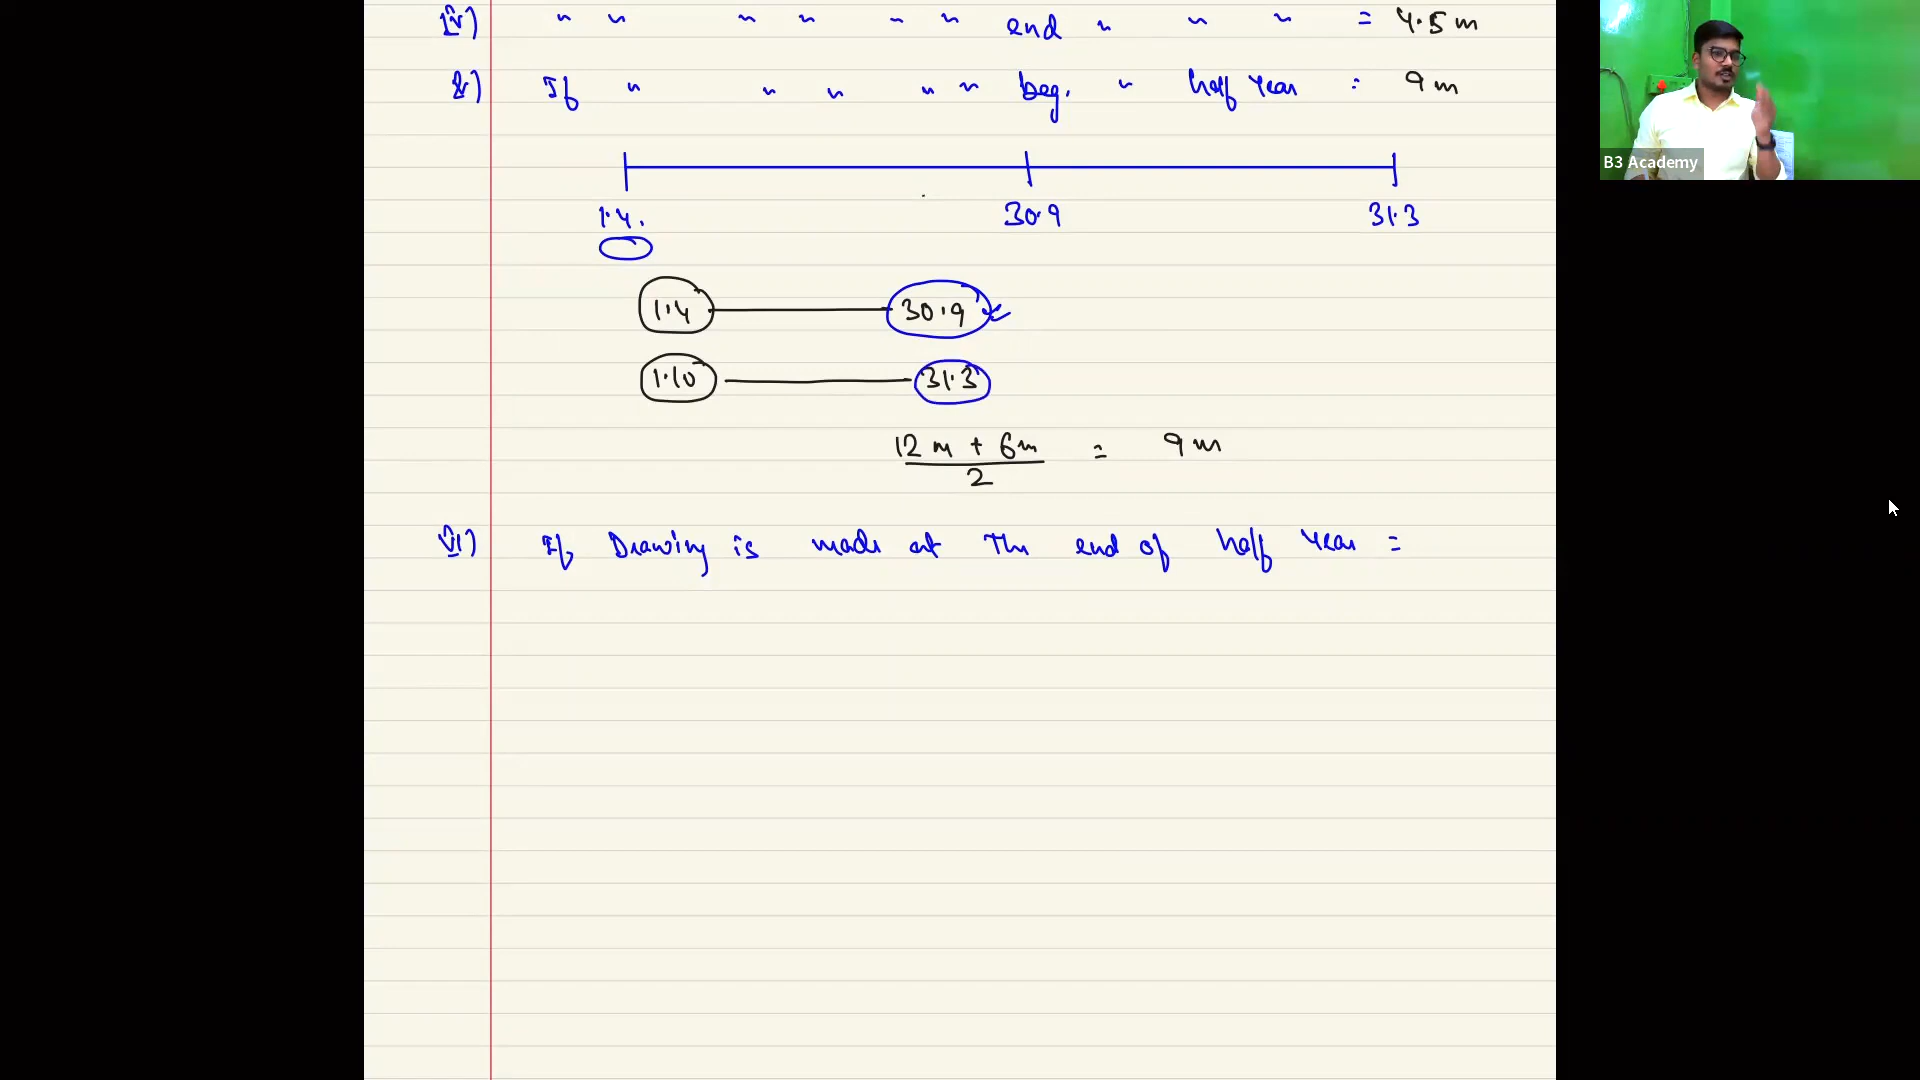 iv) " " " " " " end " " " = 4.5 m
v) If " " " " " beg. " half Year = 9 m
1.4. 30.9 31.3
1.4 30.9
1.10 31.3
12 m + 6m = 9 m
2
vi) If Drawing is made at The end of half Year =
B3 Academy